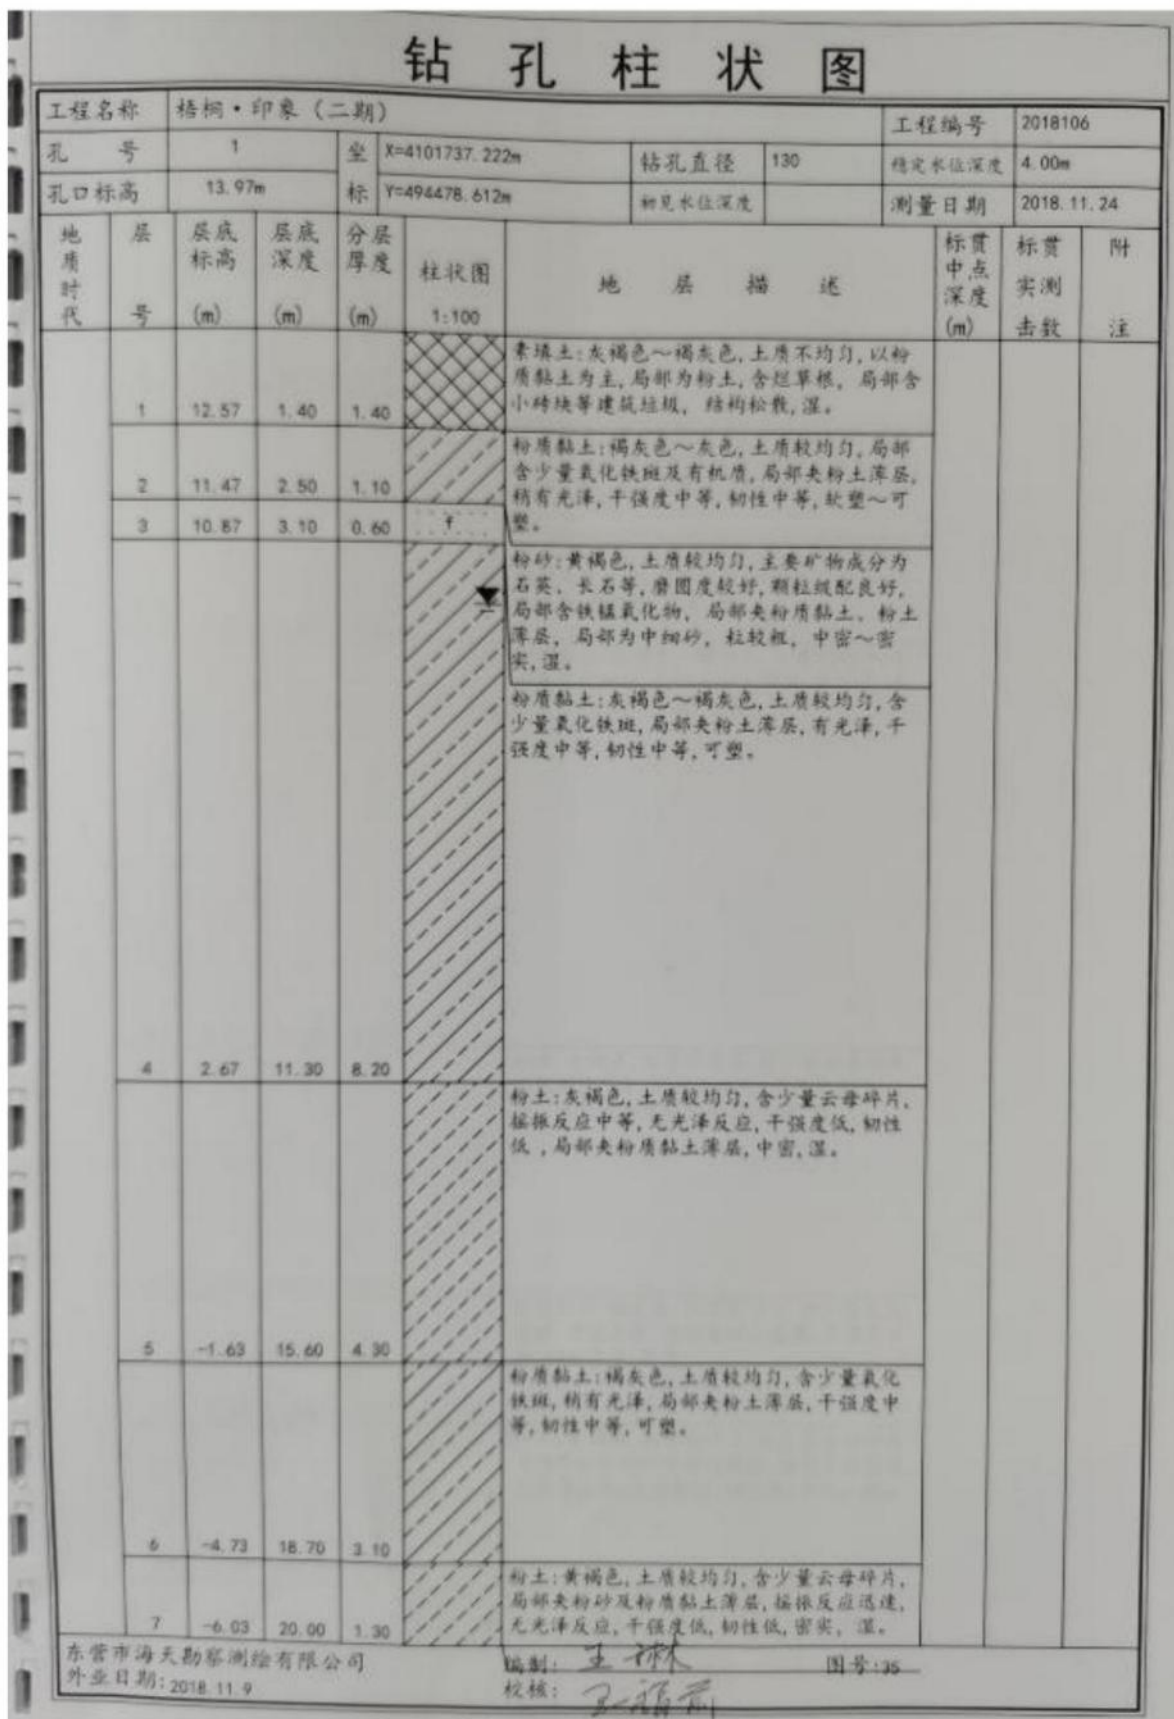 钻孔柱状图
工程名称 梧桐·印象（二期） 工程编号 2018106
孔号 1 坐 X=4101737.222m 钻孔直径 130 稳定水位深度 4.00m
孔口标高 13.97m 标 Y=494478.612m 初见水位深度 测量日期 2018.11.24
地质时代 层号 层底标高(m) 层底深度(m) 分层厚度(m) 柱状图 1:100 地层描述 标贯中点深度(m) 标贯实测击数 附注
素填土:灰褐色～褐灰色,土质不均匀,以粉
质黏土为主,局部为粉土,含烂草根,局部含
小砖块等建筑垃圾,结构松散,湿。
1 12.57 1.40 1.40
粉质黏土:褐灰色～灰色,土质较均匀,局部
含少量氧化铁斑及有机质,局部夹粉土薄层,
稍有光泽,干强度中等,韧性中等,软塑～可
塑。
2 11.47 2.50 1.10
3 10.87 3.10 0.60
粉砂:黄褐色,土质较均匀,主要矿物成分为
石英、长石等,磨圆度较好,颗粒级配良好,
局部含铁锰氧化物,局部夹粉质黏土、粉土
薄层,局部为中细砂,粒较粗,中密～密
实,湿。
粉质黏土:灰褐色～褐灰色,土质较均匀,含
少量氧化铁斑,局部夹粉土薄层,有光泽,干
强度中等,韧性中等,可塑。
4 2.67 11.30 8.20
粉土:灰褐色,土质较均匀,含少量云母碎片,
摇振反应中等,无光泽反应,干强度低,韧性
低,局部夹粉质黏土薄层,中密,湿。
5 -1.63 15.60 4.30
粉质黏土:褐灰色,土质较均匀,含少量氧化
铁斑,稍有光泽,局部夹粉土薄层,干强度中
等,韧性中等,可塑。
6 -4.73 18.70 3.10
粉土:黄褐色,土质较均匀,含少量云母碎片,
局部夹粉砂及粉质黏土薄层,摇振反应迅速,
无光泽反应,干强度低,韧性低,密实,湿。
7 -6.03 20.00 1.30
东营市海天勘察测绘有限公司 编制: 王琳 图号:35
外业日期:2018.11.9 校核: